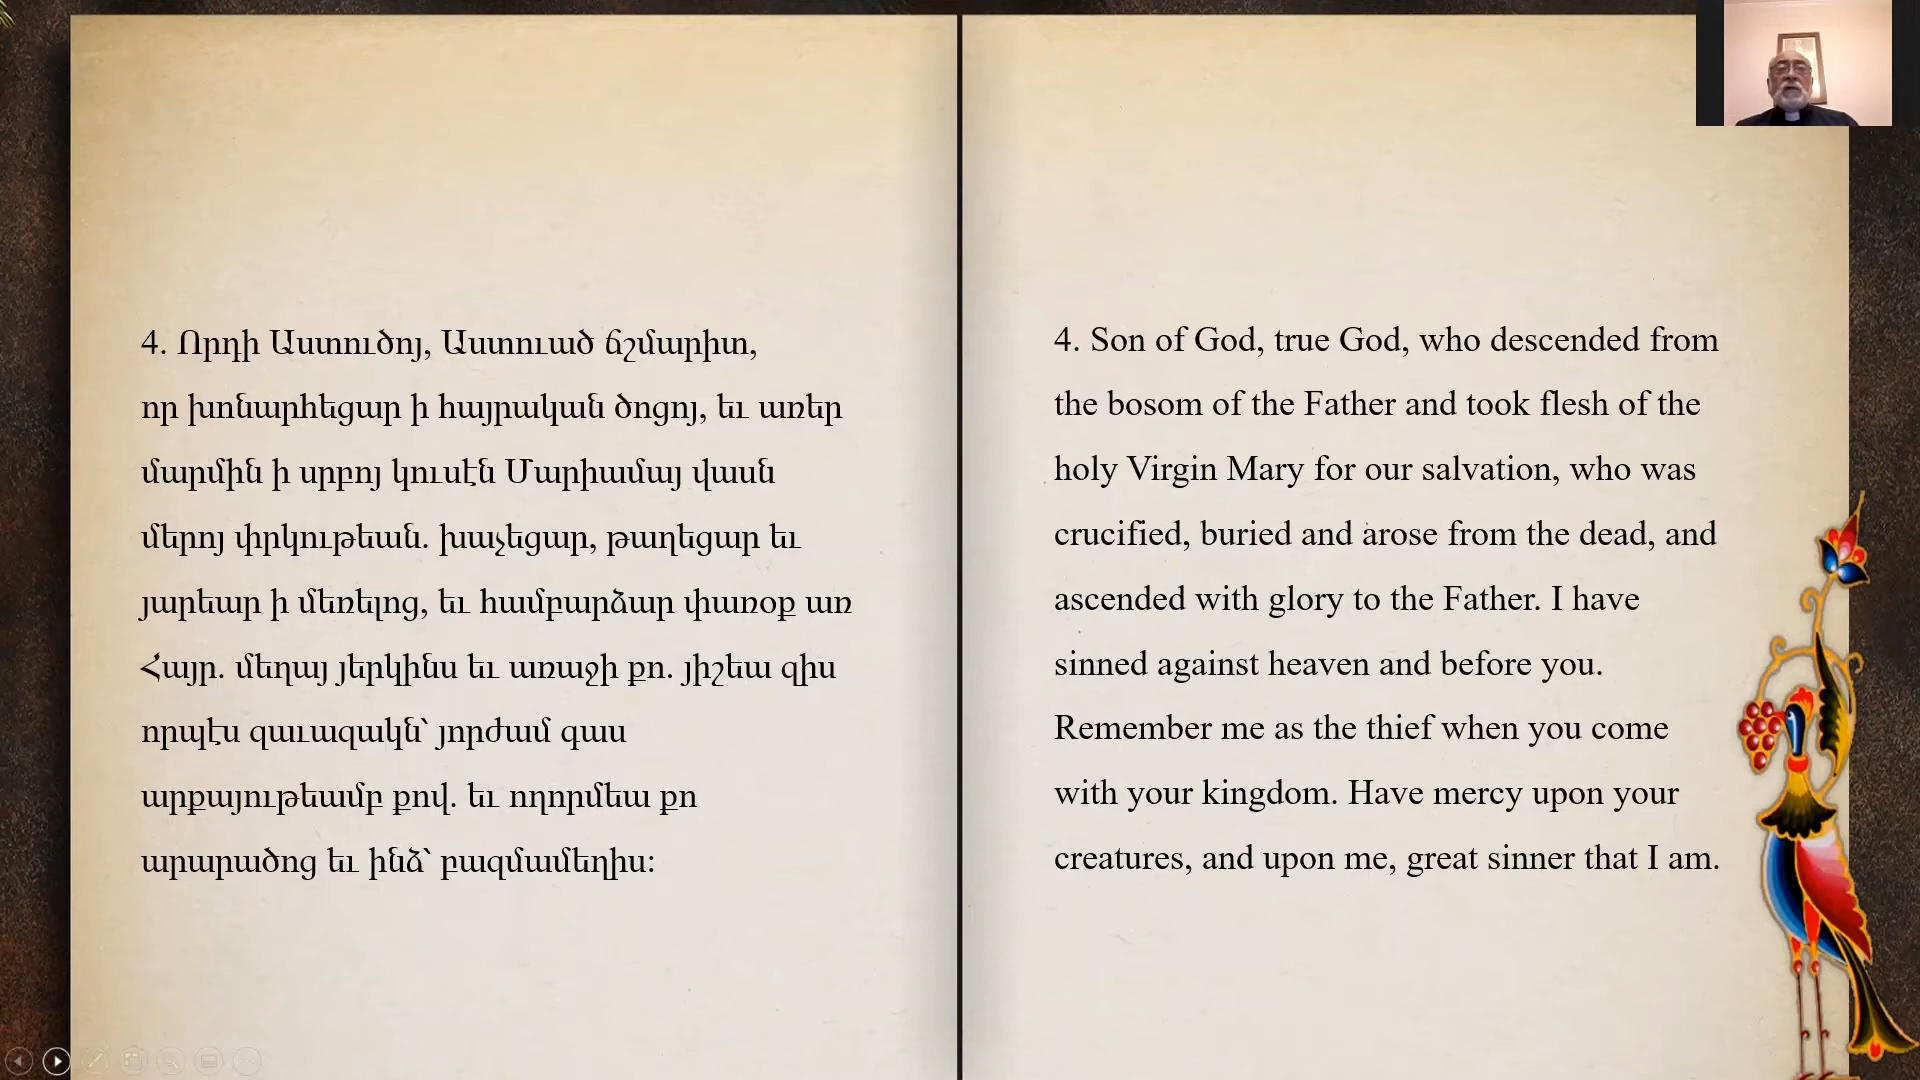 4. Որդի Աստուծոյ, Աստուած ճշմարիտ,
որ խոնարհեցար ի հայրական ծոցոյ, եւ առեր
մարմին ի սրբոյ կուսէն Մարիամայ վասն
մերոյ փրկութեան. խաչեցար, թաղեցար եւ
յարեար ի մեռելոց, եւ համբարձար փառօք առ
Հայր. մեղայ յերկինս եւ առաջի քո. յիշեա զիս
որպէս զաւազակն՝ յորժամ գաս
արքայութեամբ քով. եւ ողորմեա քո
արարածոց եւ ինձ՝ բազմամեղիս:
4. Son of God, true God, who descended from
the bosom of the Father and took flesh of the
holy Virgin Mary for our salvation, who was
crucified, buried and arose from the dead, and
ascended with glory to the Father. I have
sinned against heaven and before you.
Remember me as the thief when you come
with your kingdom. Have mercy upon your
creatures, and upon me, great sinner that I am.